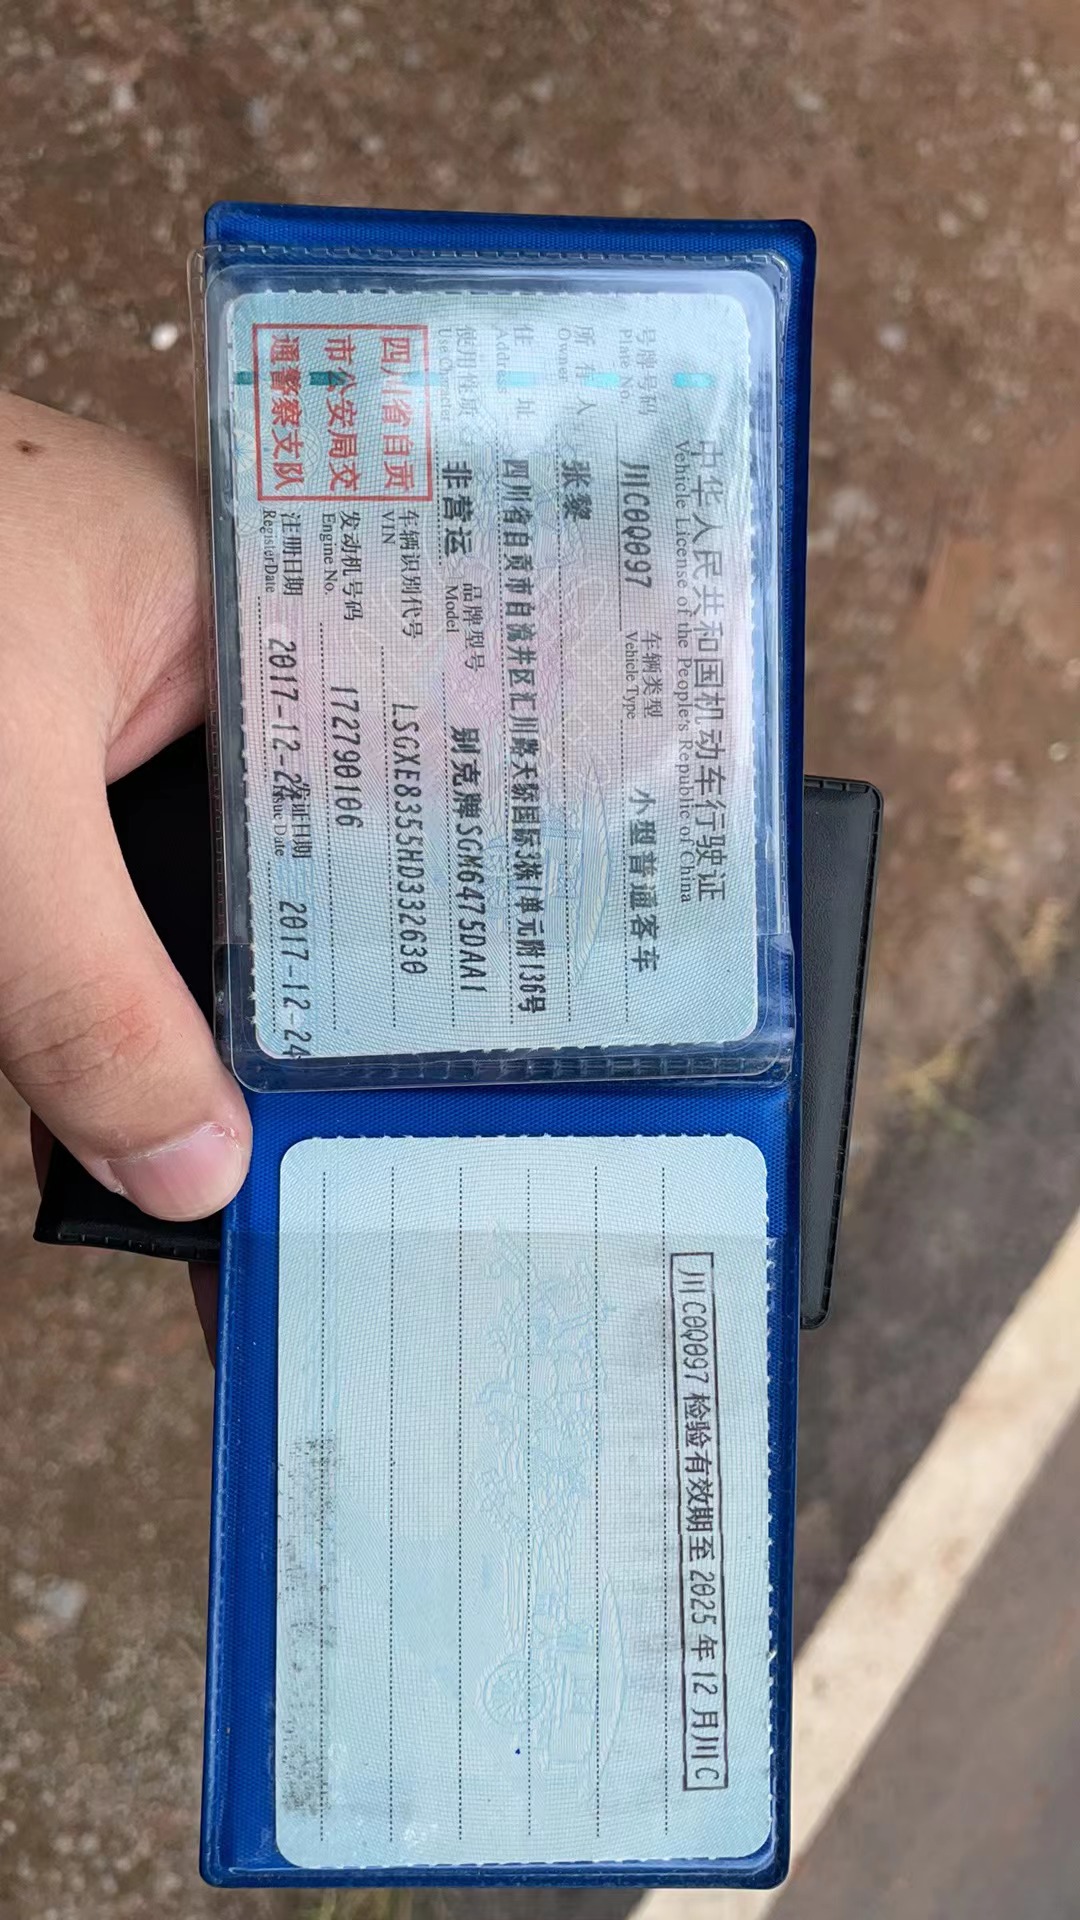 中华人民共和国机动车行驶证
Vehicle License of the People's Republic of China
号牌号码 川C0Q097 车辆类型 小型普通客车
Plate No. Vehicle Type
所有人 张黎
Owner
住址 四川省自贡市自流井区汇川路天骄国际3栋1单元附136号
Address
使用性质 非营运 品牌型号 别克牌SGM6475DAA1
Use Character Model
四川省自贡
市公安局交
通警察支队
车辆识别代号 LSGXE8355HD332630
VIN
发动机号码 172790106
Engine No.
注册日期 2017-12-24 发证日期 2017-12-24
Register Date Issue Date
川C0Q097检验有效期至2025年12月川C